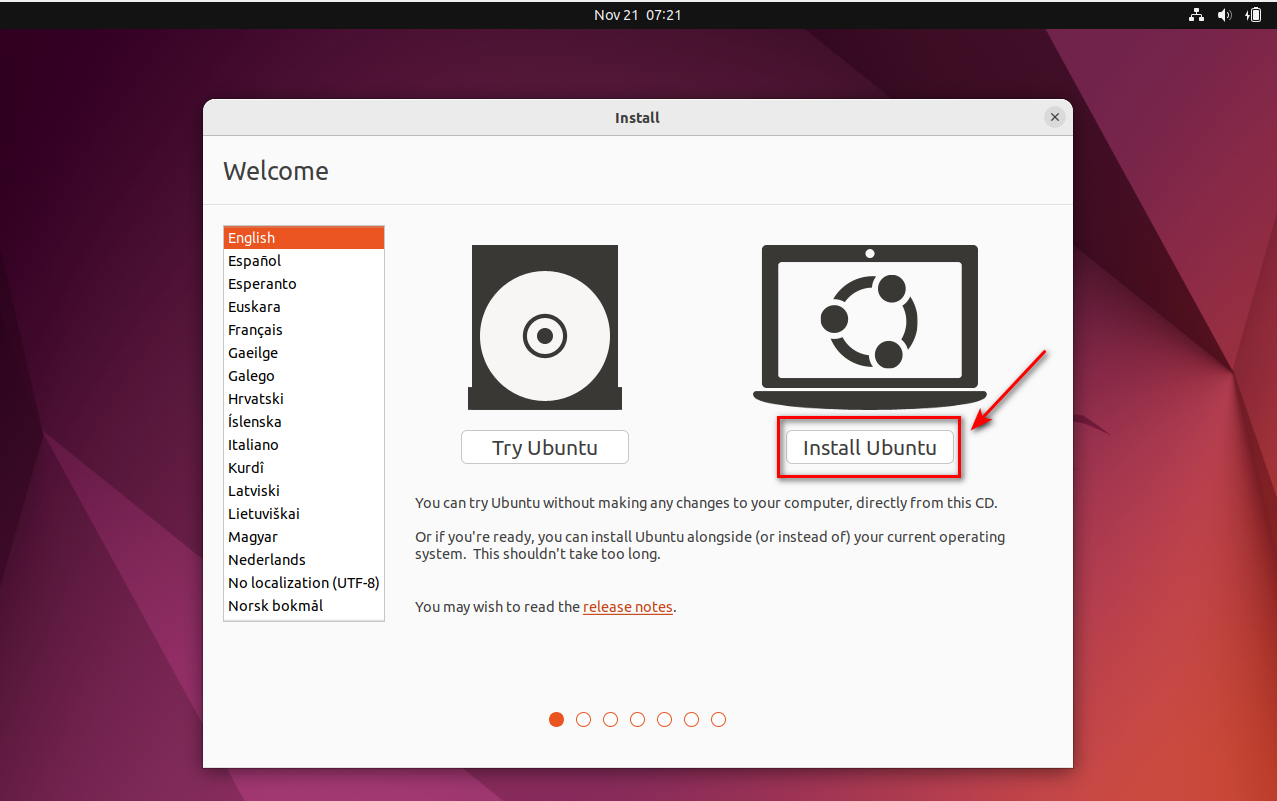 Nov 21 07:21
Install
Welcome
English
Español
Esperanto
Euskara
Français
Gaeilge
Galego
Hrvatski
Íslenska
Italiano
Kurdî
Latviski
Lietuviškai
Magyar
Nederlands
No localization (UTF-8)
Norsk bokmål
Try Ubuntu
Install Ubuntu
You can try Ubuntu without making any changes to your computer, directly from this CD.
Or if you're ready, you can install Ubuntu alongside (or instead of) your current operating
system. This shouldn't take too long.
You may wish to read the release notes.